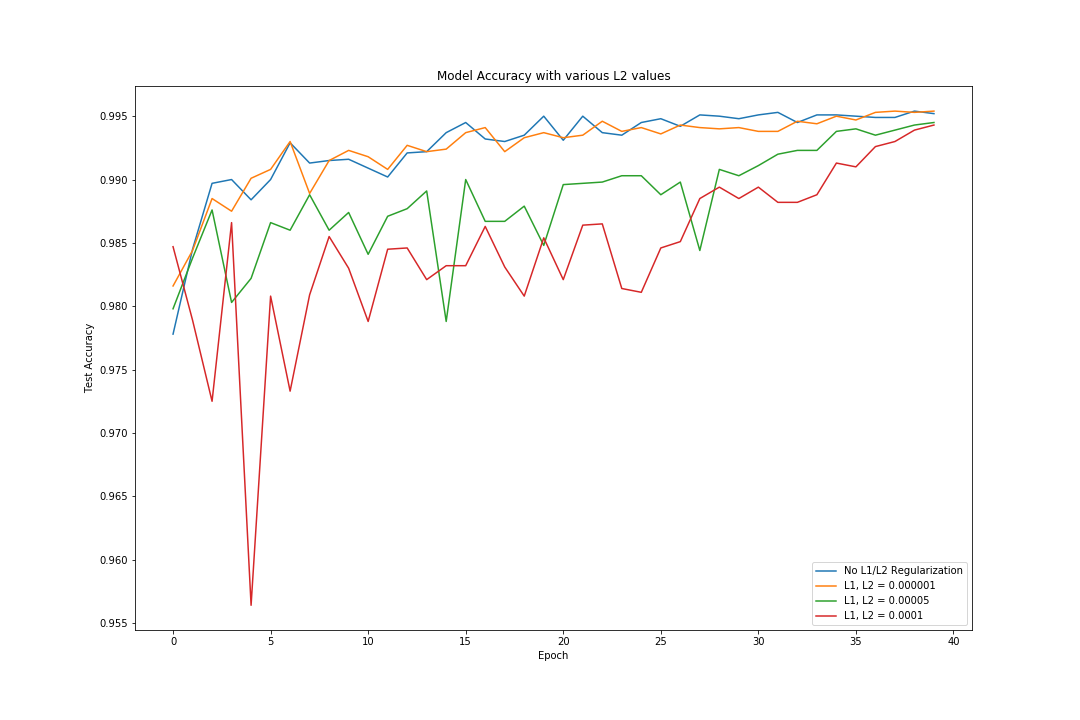 Model Accuracy with various L2 values
0.995
0.990
0.985
0.980
0.975
0.970
0.965
0.960
0.955
Test Accuracy
0 5 10 15 20 25 30 35 40
Epoch
No L1/L2 Regularization
L1, L2 = 0.000001
L1, L2 = 0.00005
L1, L2 = 0.0001